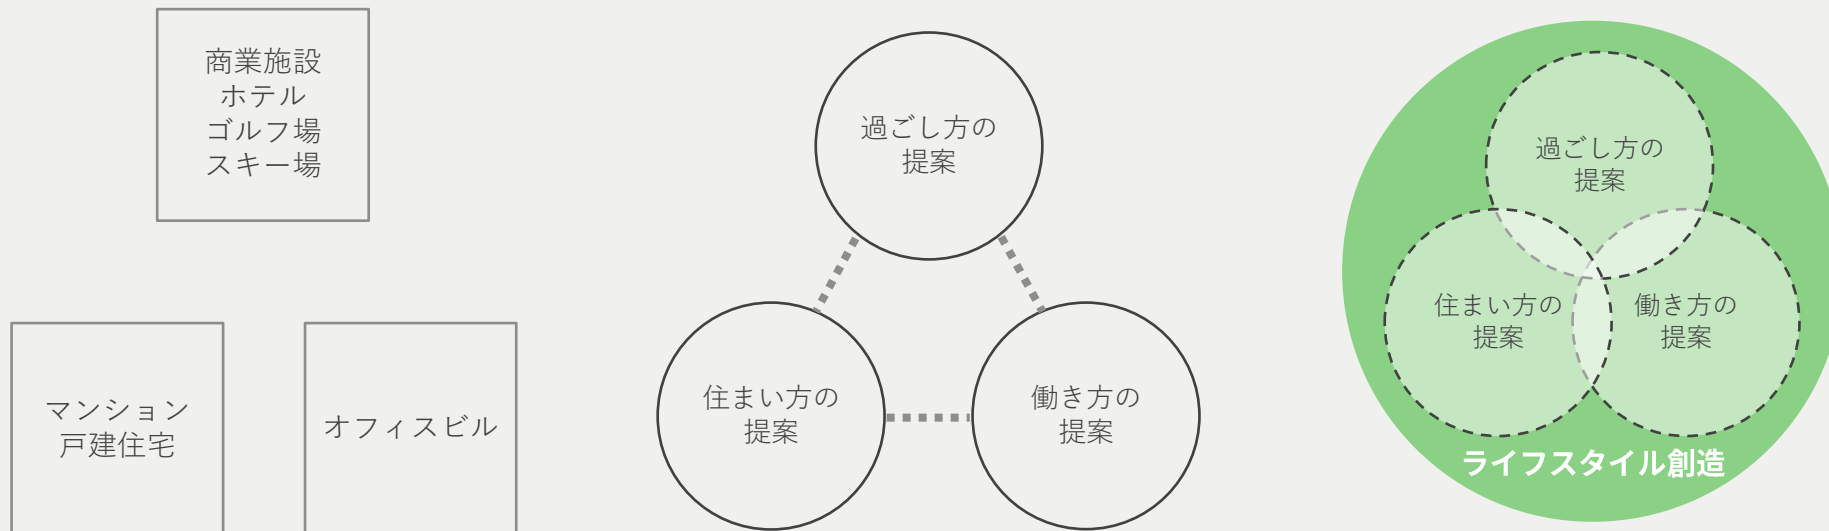 商業施設
ホテル
ゴルフ場
スキー場
マンション
戸建住宅
オフィスビル
過ごし方の
提案
住まい方の
提案
働き方の
提案
過ごし方の
提案
住まい方の
提案
働き方の
提案
ライフスタイル創造